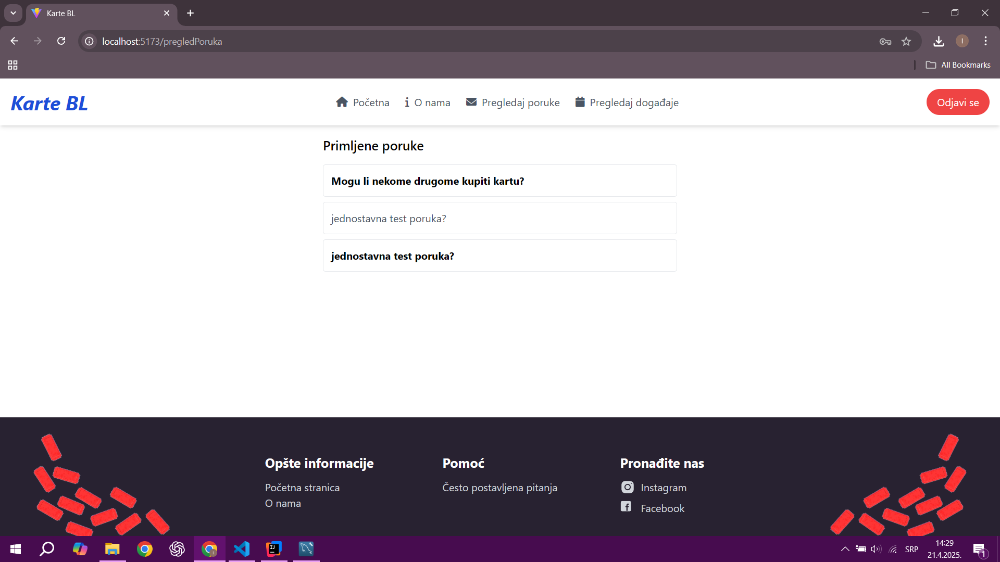 Karte BL
localhost:5173/pregledPoruka
I
All Bookmarks
Karte BL
Početna
O nama
Pregledaj poruke
Pregledaj događaje
Odjavi se
Primljene poruke
Mogu li nekome drugome kupiti kartu?
jednostavna test poruka?
jednostavna test poruka?
Opšte informacije
Početna stranica
O nama
Pomoć
Često postavljena pitanja
Pronađite nas
Instagram
Facebook
SRP
14:29
21.4.2025.
1